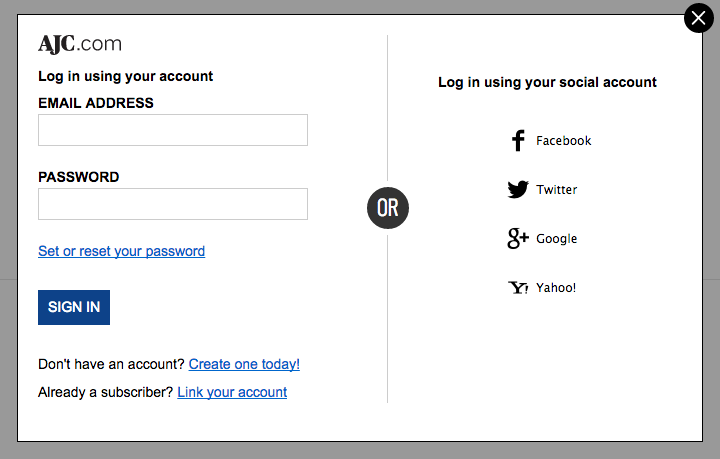 AJC.com
Log in using your account
EMAIL ADDRESS
PASSWORD
Set or reset your password
SIGN IN
Don't have an account? Create one today!
Already a subscriber? Link your account
OR
Log in using your social account
Facebook
Twitter
Google
Yahoo!